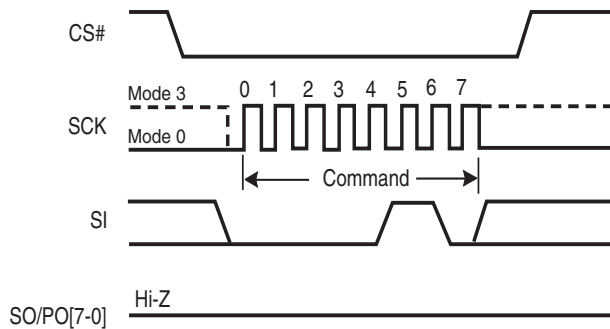 CS#
Mode 3
0 1 2 3 4 5 6 7
SCK
Mode 0
Command
SI
Hi-Z
SO/PO[7-0]